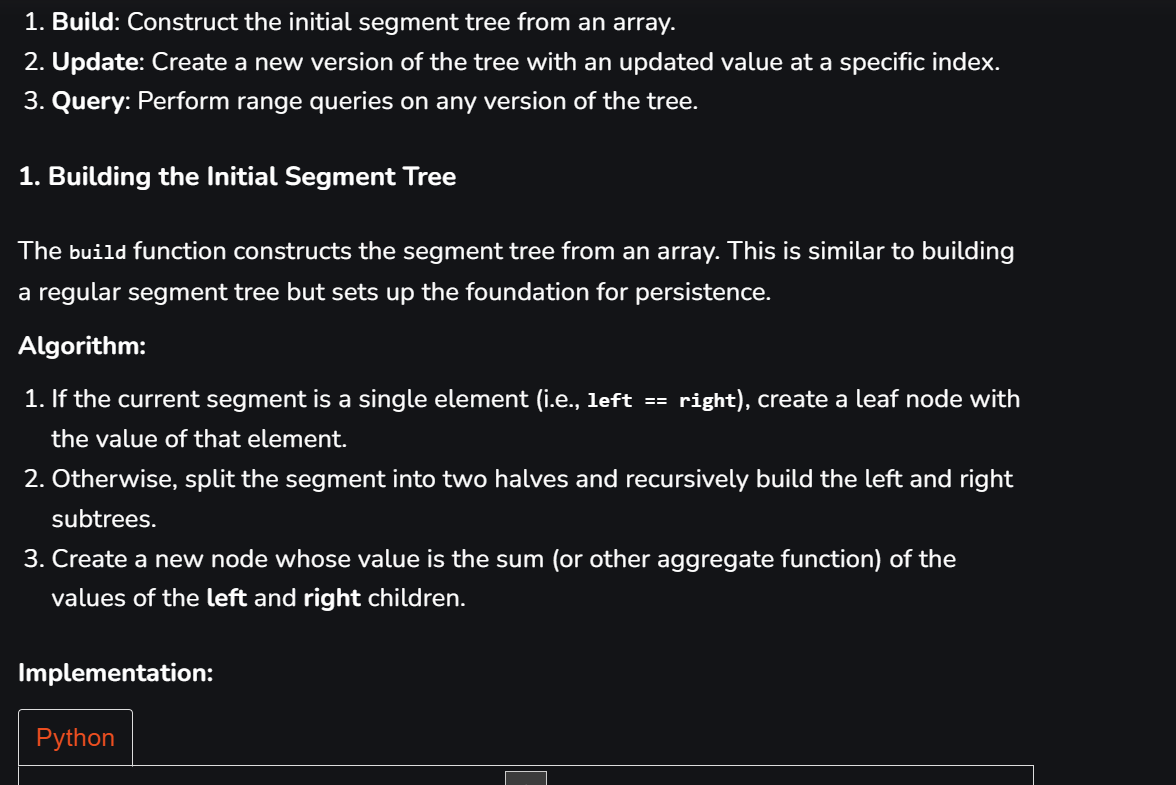 1. Build: Construct the initial segment tree from an array.
2. Update: Create a new version of the tree with an updated value at a specific index.
3. Query: Perform range queries on any version of the tree.
1. Building the Initial Segment Tree
The build function constructs the segment tree from an array. This is similar to building
a regular segment tree but sets up the foundation for persistence.
Algorithm:
1. If the current segment is a single element (i.e., left == right), create a leaf node with
the value of that element.
2. Otherwise, split the segment into two halves and recursively build the left and right
subtrees.
3. Create a new node whose value is the sum (or other aggregate function) of the
values of the left and right children.
Implementation:
Python